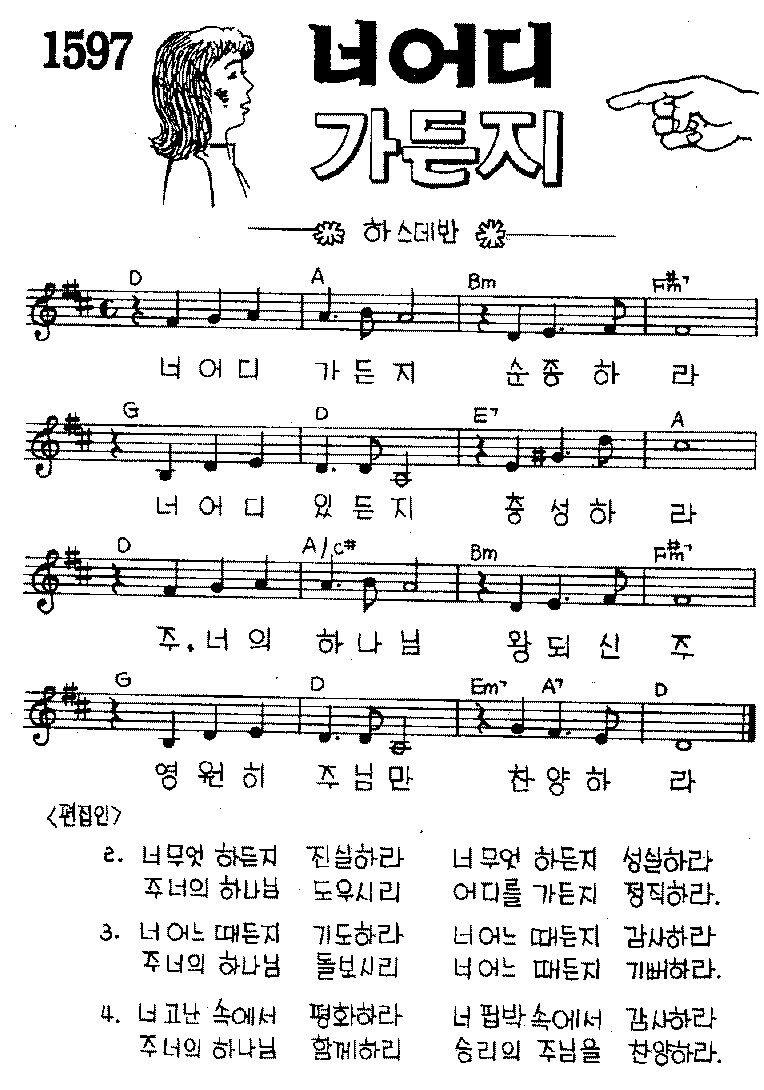 1597
너어디
가든지
하 스데반
D A Bm F#m7
너 어 디 가 든 지 순 종 하 라
G D E7 A
너 어 디 있 든 지 충 성 하 라
D A/C# Bm F#m7
주. 너 의 하 나 님 왕 되 신 주
G D Em7 A7 D
영 원 히 주 님 만 찬 양 하 라
<편집인>
2. 너무엇 하든지 진실하라 너무엇 하든지 성실하라
주너의 하나님 도우시리 어디를 가든지 정직하라.
3. 너어느 때든지 기도하라 너어느 때든지 감사하라
주너의 하나님 돌보시리 너어느 때든지 기뻐하라.
4. 너고난 속에서 평화하라 너핍박속에서 감사하라
주너의 하나님 함께하리 승리의 주님을 찬양하라.